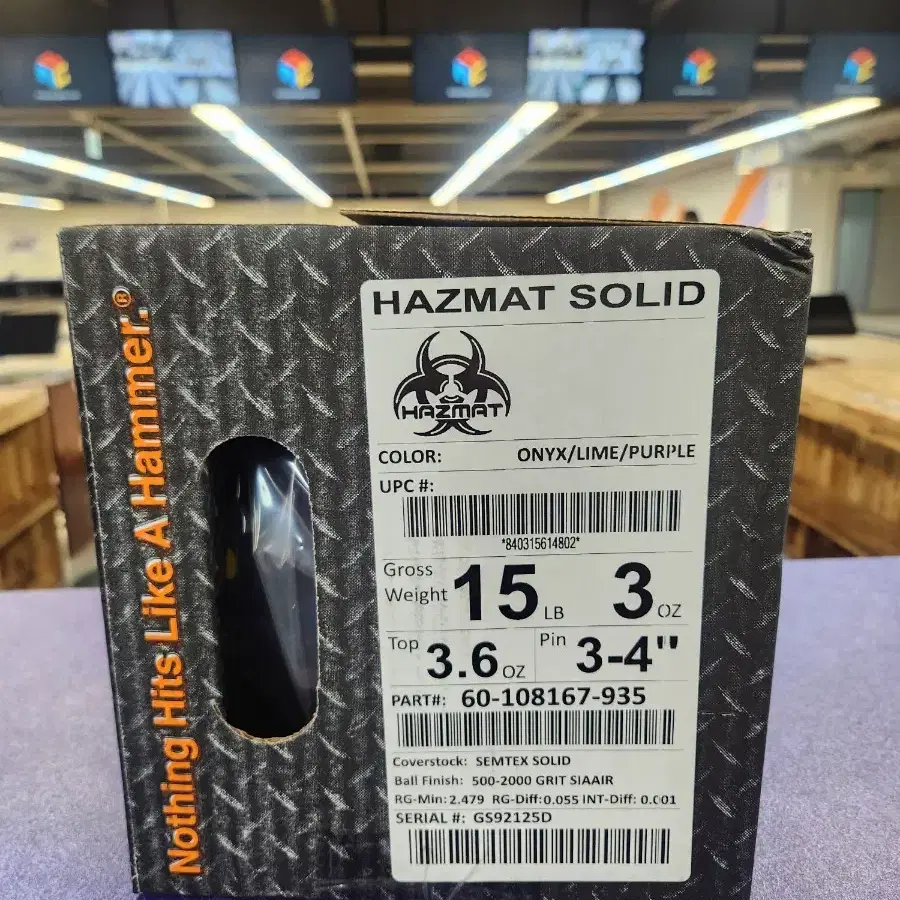 Nothing Hits Like A Hammer.®
HAZMAT SOLID
HAZMAT
COLOR: ONYX/LIME/PURPLE
UPC #:
*840315614802*
Gross Weight 15 LB 3 OZ
Top 3.6 OZ Pin 3-4"
PART#: 60-108167-935
Coverstock: SEMTEX SOLID
Ball Finish: 500-2000 GRIT SIAAIR
RG-Min: 2.479 RG-Diff: 0.055 INT-Diff: 0.001
SERIAL #: GS92125D